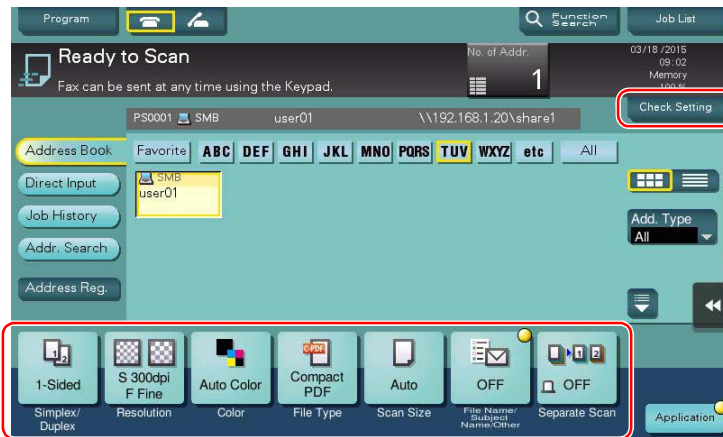 Program
Function
Search
Job List
Ready to Scan
Fax can be sent at any time using the Keypad.
No. of Addr.
1
03/18/2015
09:02
Memory
100 %
Check Setting
PS0001 SMB user01 \\192.168.1.20\share1
Address Book
Favorite ABC DEF GHI JKL MNO PQRS TUV WXYZ etc All
Direct Input
SMB
user01
Job History
Addr. Search
Address Reg.
Add. Type
All
1-Sided
S 300dpi
F Fine
Auto Color
C-PDF
Compact
PDF
Auto
OFF
OFF
Simplex/
Duplex
Resolution
Color
File Type
Scan Size
File Name/
Subject
Name/Other
Separate Scan
Application